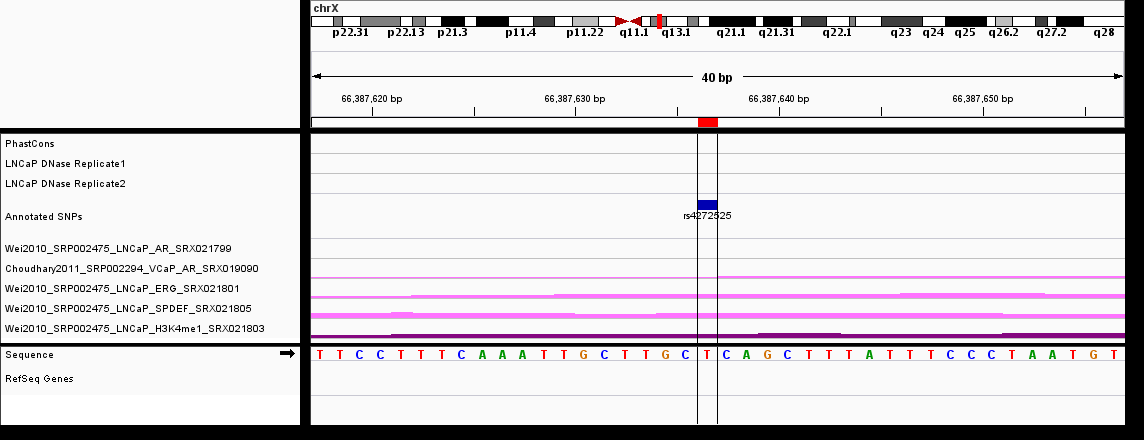 chrX
p22.31 p22.13 p21.3 p11.4 p11.22 q11.1 q13.1 q21.1 q21.31 q22.1 q23 q24 q25 q26.2 q27.2 q28
40 bp
66,387,620 bp 66,387,630 bp 66,387,640 bp 66,387,650 bp
PhastCons
LNCaP DNase Replicate1
LNCaP DNase Replicate2
Annotated SNPs
rs4272525
Wei2010_SRP002475_LNCaP_AR_SRX021799
Choudhary2011_SRP002294_VCaP_AR_SRX019090
Wei2010_SRP002475_LNCaP_ERG_SRX021801
Wei2010_SRP002475_LNCaP_SPDEF_SRX021805
Wei2010_SRP002475_LNCaP_H3K4me1_SRX021803
Sequence T T C C T T T C A A A T T G C T T G C T C A G C T T T A T T T C C C T A A T G T
RefSeq Genes